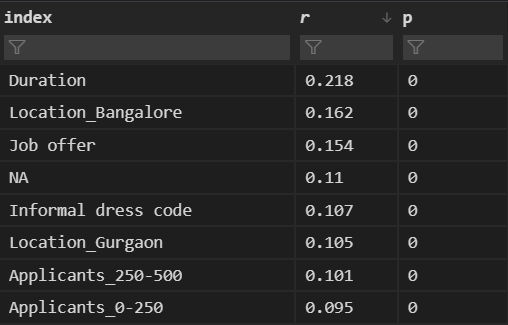 index r p
Duration 0.218 0
Location_Bangalore 0.162 0
Job offer 0.154 0
NA 0.11 0
Informal dress code 0.107 0
Location_Gurgaon 0.105 0
Applicants_250-500 0.101 0
Applicants_0-250 0.095 0